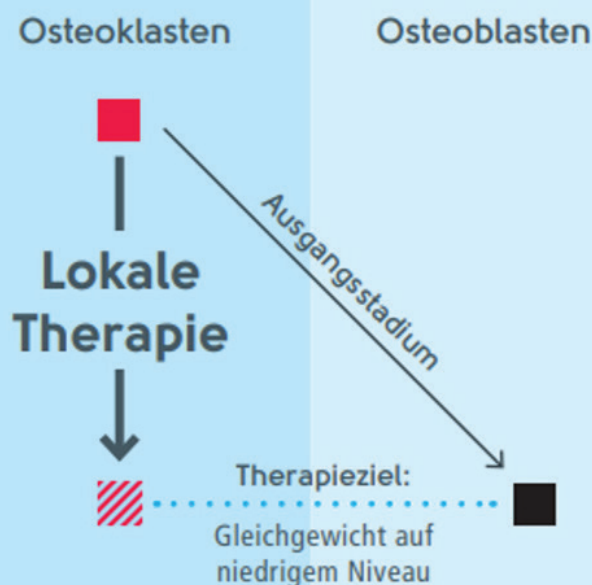 Osteoklasten
Osteoblasten
Ausgangsstadium
Lokale
Therapie
Therapieziel:
Gleichgewicht auf
niedrigem Niveau